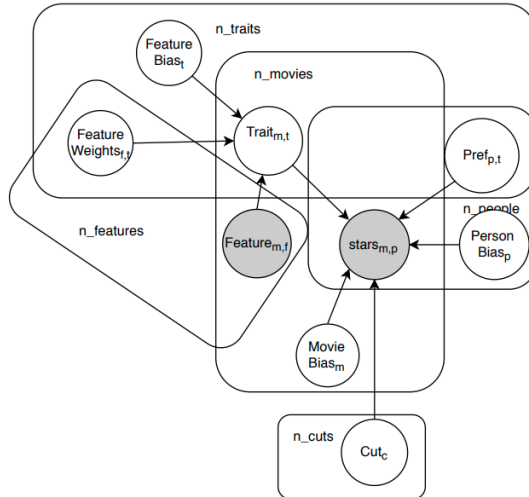 n_traits
Feature
Bias_t
n_movies
Feature
Weights_f,t
Trait_m,t
Pref_p,t
n_features
n_people
Feature_m,f
stars_m,p
Person
Bias_p
Movie
Bias_m
n_cuts
Cut_c